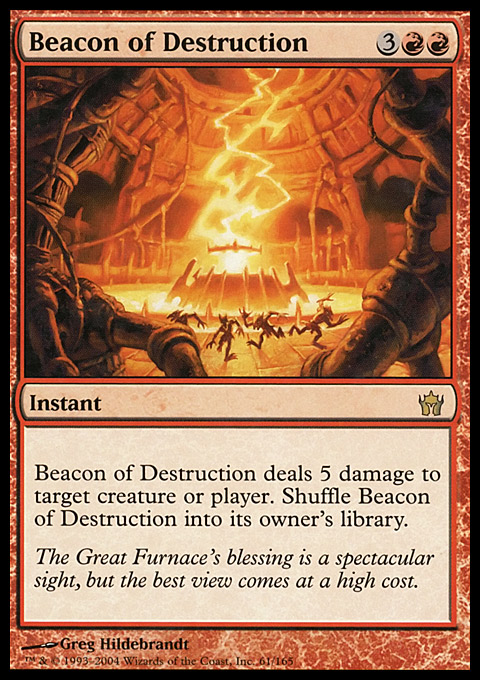 Beacon of Destruction 3
Instant
Beacon of Destruction deals 5 damage to
target creature or player. Shuffle Beacon
of Destruction into its owner's library.
The Great Furnace's blessing is a spectacular
sight, but the best view comes at a high cost.
Greg Hildebrandt
™ & © 1993-2004 Wizards of the Coast, Inc. 61/165